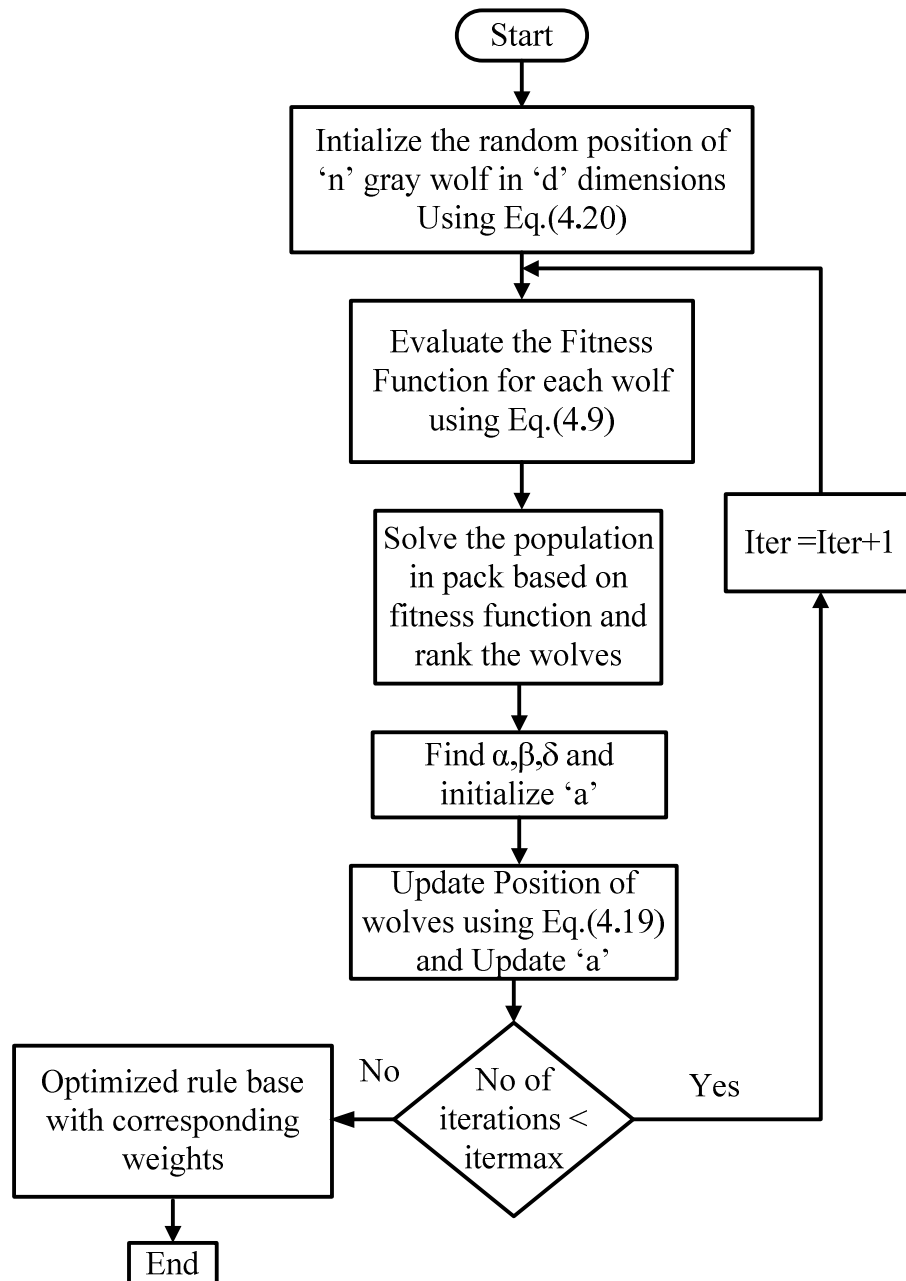 Start
Intialize the random position of
‘n’ gray wolf in ‘d’ dimensions
Using Eq.(4.20)
Evaluate the Fitness
Function for each wolf
using Eq.(4.9)
Solve the population
in pack based on
fitness function and
rank the wolves
Iter =Iter+1
Find α,β,δ and
initialize ‘a’
Update Position of
wolves using Eq.(4.19)
and Update ‘a’
No of
iterations <
itermax
Yes
No
Optimized rule base
with corresponding
weights
End